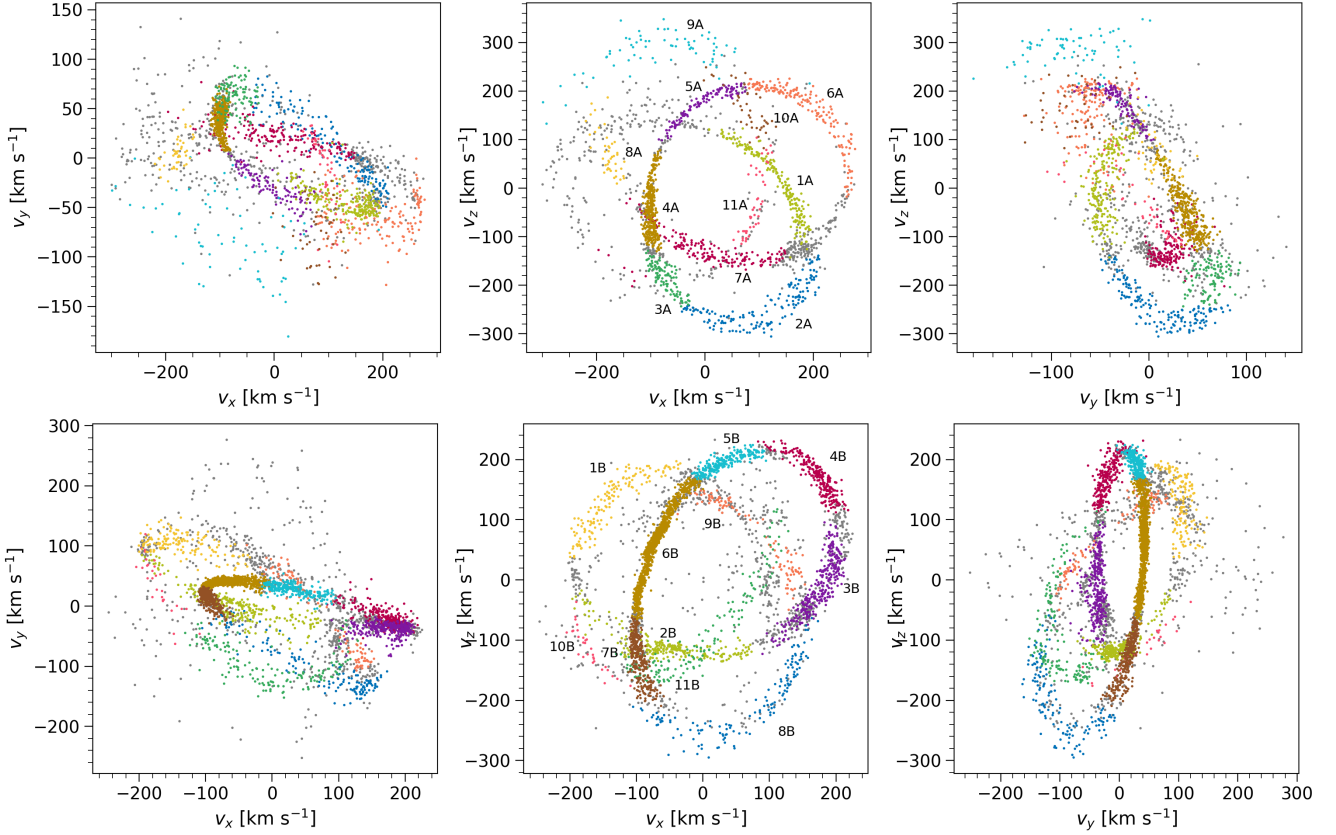 150
100
50
0
−50
−100
−150
v_y [km s⁻¹]
−200
0
200
v_x [km s⁻¹]
300
200
100
0
−100
−200
−300
v_z [km s⁻¹]
−200
0
200
v_x [km s⁻¹]
9A
5A
6A
10A
8A
1A
4A
11A
7A
3A
2A
300
200
100
0
−100
−200
−300
v_z [km s⁻¹]
−100
0
100
v_y [km s⁻¹]
300
200
100
0
−100
−200
v_y [km s⁻¹]
−200
−100
0
100
200
v_x [km s⁻¹]
200
100
0
−100
−200
−300
v_z [km s⁻¹]
−200
−100
0
100
200
v_x [km s⁻¹]
5B
1B
4B
9B
6B
3B
2B
10B
7B
11B
8B
200
100
0
−100
−200
−300
v_z [km s⁻¹]
−200
−100
0
100
200
300
v_y [km s⁻¹]